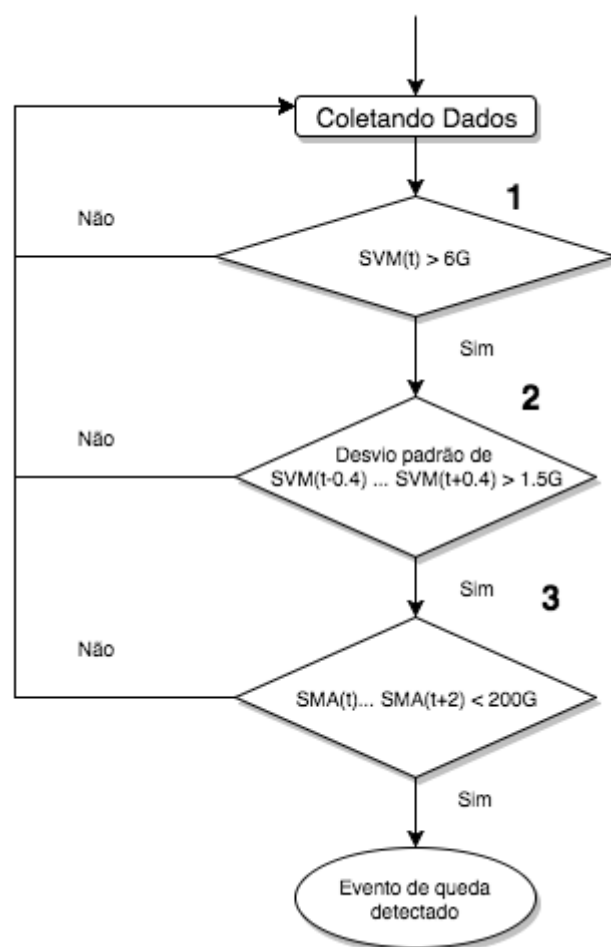 Coletando Dados
1
Não
SVM(t) > 6G
Sim
2
Não
Desvio padrão de
SVM(t-0.4) ... SVM(t+0.4) > 1.5G
Sim
3
Não
SMA(t)... SMA(t+2) < 200G
Sim
Evento de queda
detectado